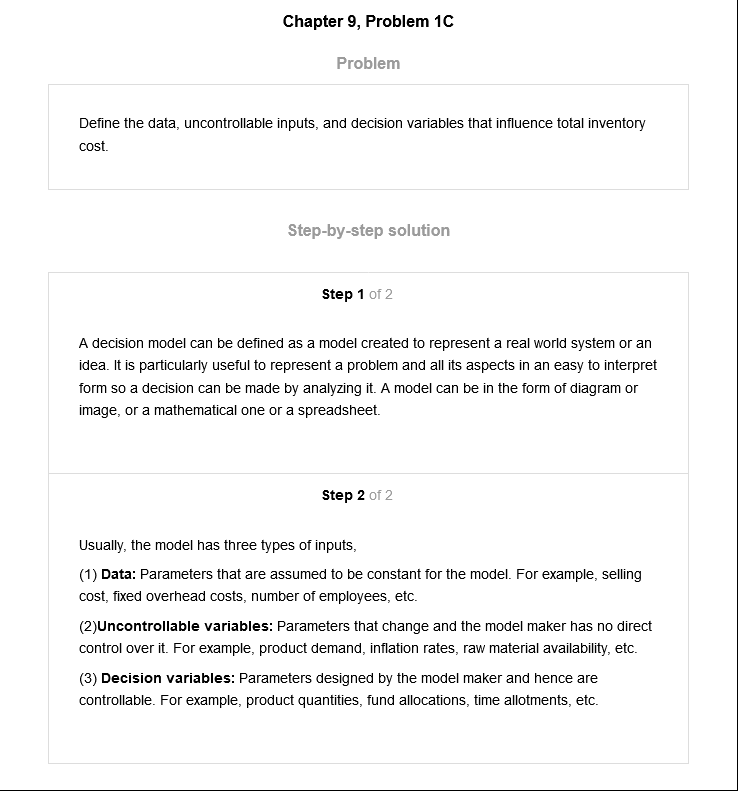 Chapter 9, Problem 1C
Problem
Define the data, uncontrollable inputs, and decision variables that influence total inventory
cost.
Step-by-step solution
Step 1 of 2
A decision model can be defined as a model created to represent a real world system or an
idea. It is particularly useful to represent a problem and all its aspects in an easy to interpret
form so a decision can be made by analyzing it. A model can be in the form of diagram or
image, or a mathematical one or a spreadsheet.
Step 2 of 2
Usually, the model has three types of inputs,
(1) Data: Parameters that are assumed to be constant for the model. For example, selling
cost, fixed overhead costs, number of employees, etc.
(2)Uncontrollable variables: Parameters that change and the model maker has no direct
control over it. For example, product demand, inflation rates, raw material availability, etc.
(3) Decision variables: Parameters designed by the model maker and hence are
controllable. For example, product quantities, fund allocations, time allotments, etc.